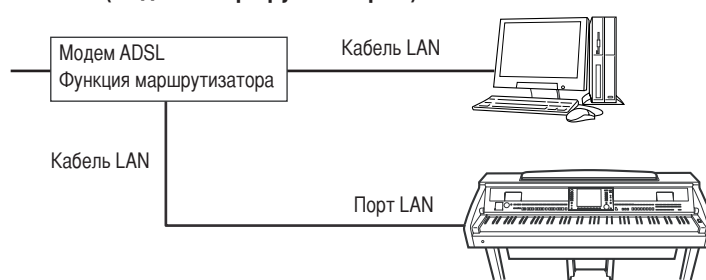 Модем ADSL
Функция маршрутизатора
Кабель LAN
Кабель LAN
Порт LAN